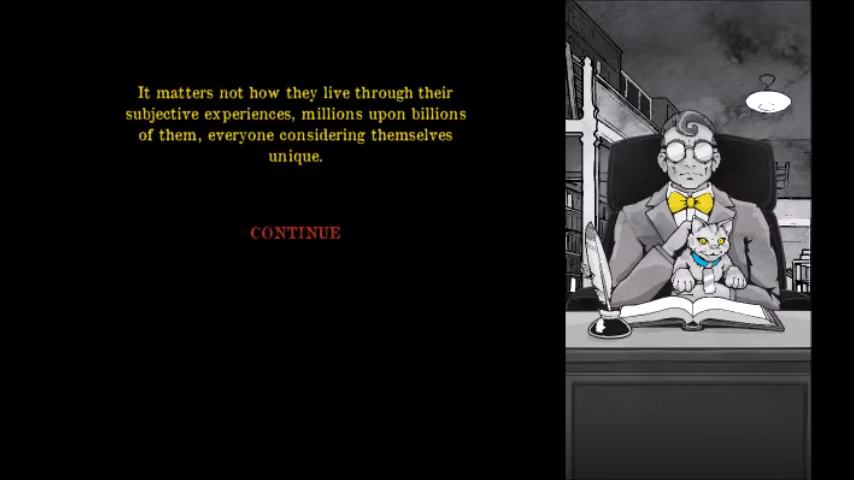 It matters not how they live through their
subjective experiences, millions upon billions
of them, everyone considering themselves
unique.
CONTINUE